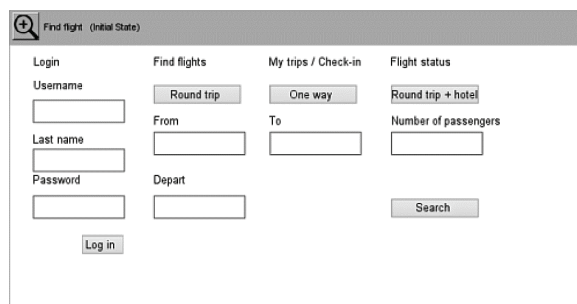 Find flight (Initial State)
Login Find flights My trips / Check-in Flight status
Username Round trip One way Round trip + hotel
From To Number of passengers
Last name
Password Depart
Search
Log in